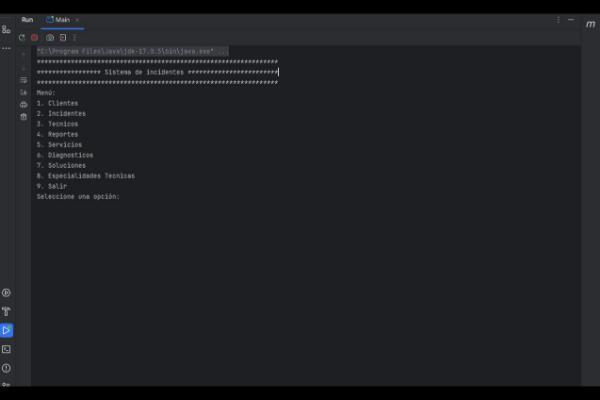 Run Main
"C:\Program Files\Java\jdk-17.0.5\bin\java.exe" ...
*****************************************************************
***************** Sistema de incidentes ************************
*****************************************************************
Menú:
1. Clientes
2. Incidentes
3. Tecnicos
4. Reportes
5. Servicios
6. Diagnosticos
7. Soluciones
8. Especialidades Tecnicas
9. Salir
Seleccione una opción:
m